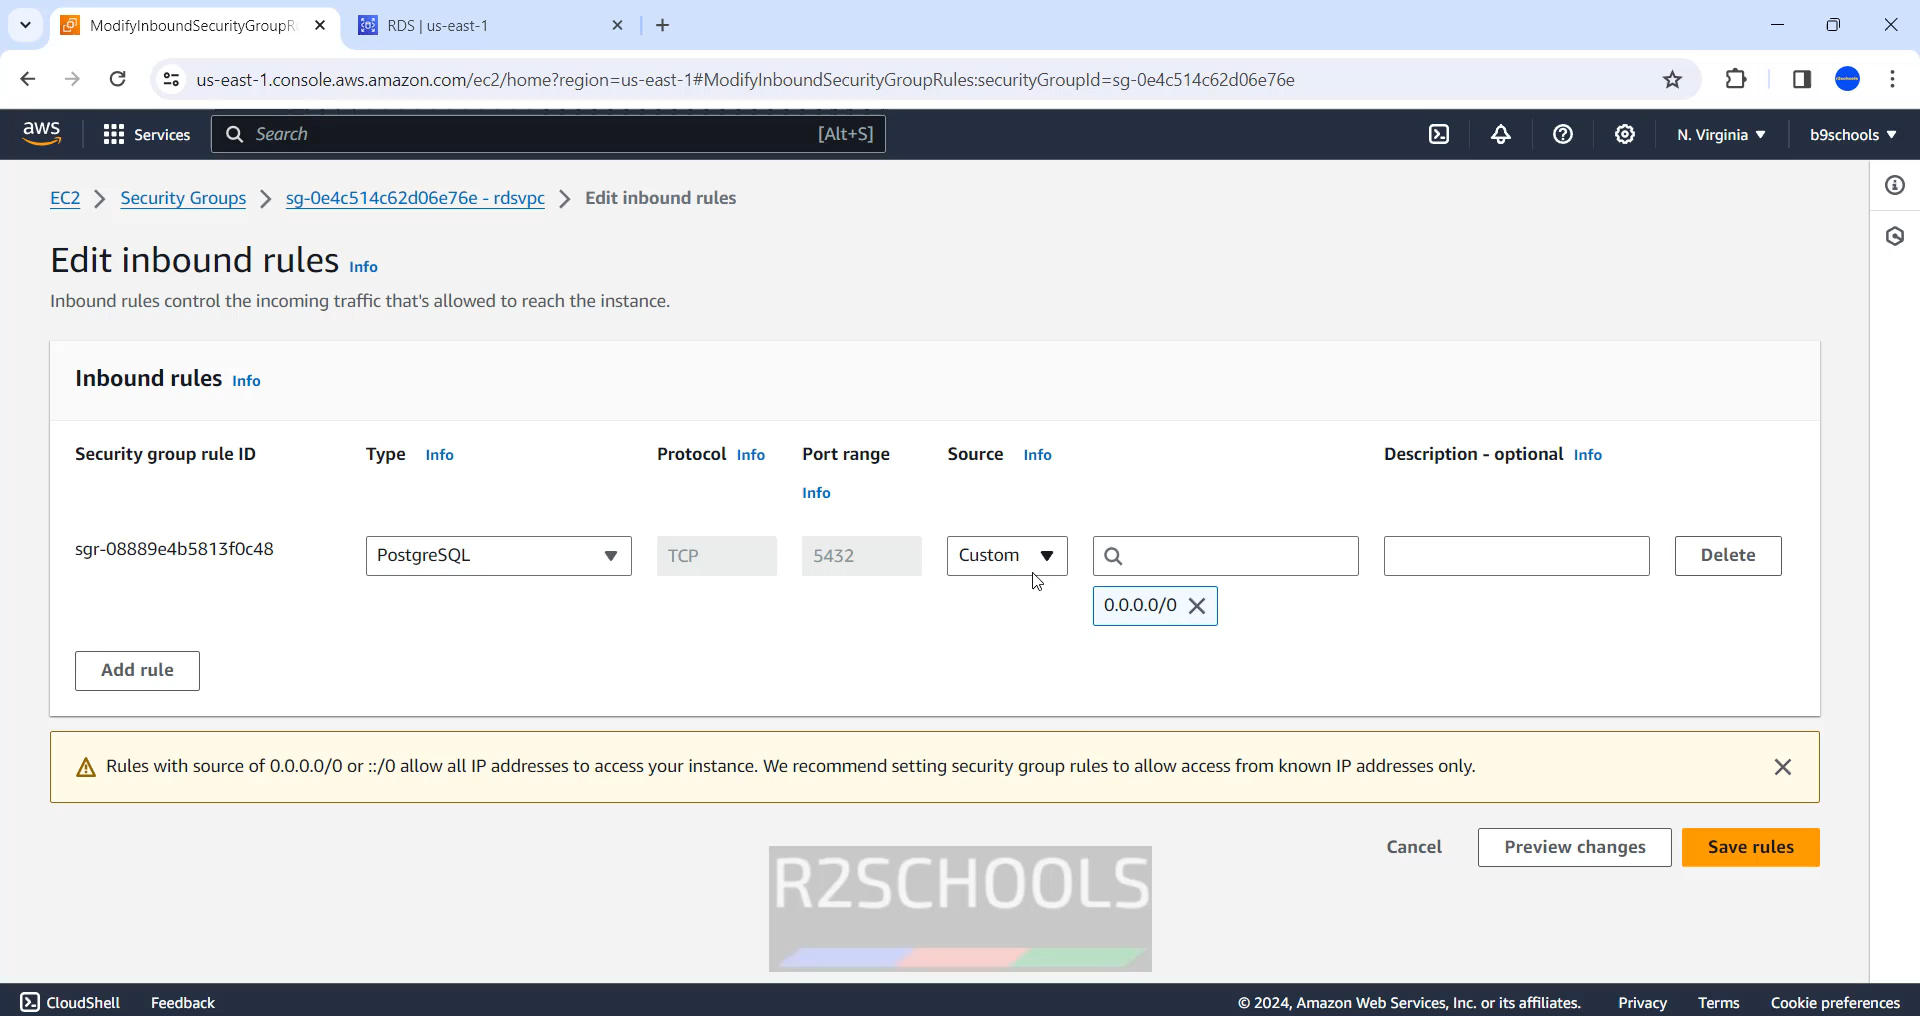 ModifyInboundSecurityGroupR
RDS | us-east-1
us-east-1.console.aws.amazon.com/ec2/home?region=us-east-1#ModifyInboundSecurityGroupRules:securityGroupId=sg-0e4c514c62d06e76e
aws
Services
Search
[Alt+S]
N. Virginia
b9schools
EC2 > Security Groups > sg-0e4c514c62d06e76e - rdsvpc > Edit inbound rules
Edit inbound rules Info
Inbound rules control the incoming traffic that's allowed to reach the instance.
Inbound rules Info
Security group rule ID
Type Info
Protocol Info
Port range
Info
Source Info
Description - optional Info
sgr-08889e4b5813f0c48
PostgreSQL
TCP
5432
Custom
Delete
0.0.0.0/0
Add rule
Rules with source of 0.0.0.0/0 or ::/0 allow all IP addresses to access your instance. We recommend setting security group rules to allow access from known IP addresses only.
Cancel
Preview changes
Save rules
R2SCHOOLS
CloudShell
Feedback
© 2024, Amazon Web Services, Inc. or its affiliates.
Privacy
Terms
Cookie preferences